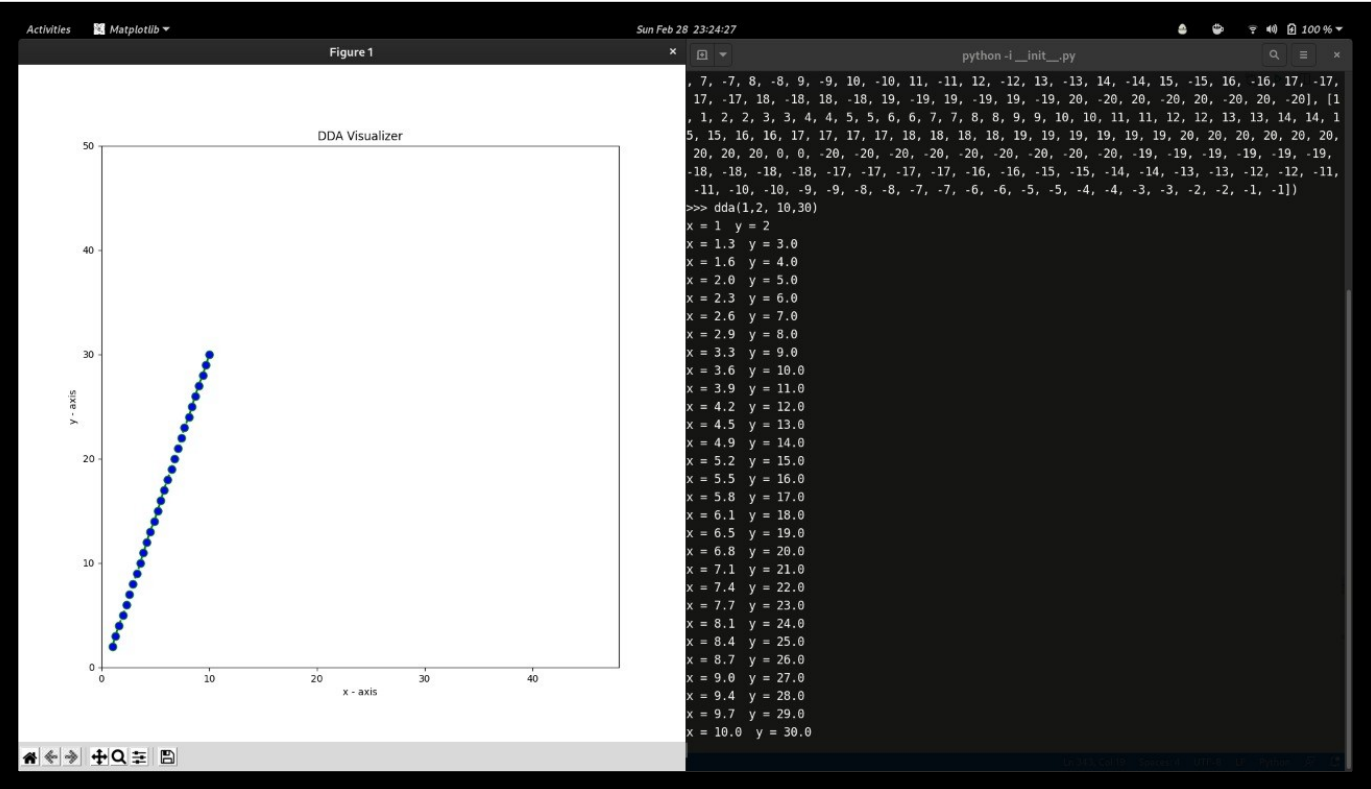 Activities Matplotlib Sun Feb 28 23:24:27 100 %
Figure 1
DDA Visualizer
50
40
30
20
10
0
y - axis
0 10 20 30 40
x - axis
python -i __init__.py
, 7, -7, 8, -8, 9, -9, 10, -10, 11, -11, 12, -12, 13, -13, 14, -14, 15, -15, 16, -16, 17, -17,
17, -17, 18, -18, 18, -18, 19, -19, 19, -19, 19, -19, 20, -20, 20, -20, 20, -20, 20, -20], [1
, 1, 2, 2, 3, 3, 4, 4, 5, 5, 6, 6, 7, 7, 8, 8, 9, 9, 10, 10, 11, 11, 12, 12, 13, 13, 14, 14, 1
5, 15, 16, 16, 17, 17, 17, 17, 18, 18, 18, 18, 19, 19, 19, 19, 19, 19, 20, 20, 20, 20, 20, 20,
20, 20, 20, 0, 0, -20, -20, -20, -20, -20, -20, -20, -20, -20, -19, -19, -19, -19, -19, -19,
-18, -18, -18, -18, -17, -17, -17, -17, -16, -16, -15, -15, -14, -14, -13, -13, -12, -12, -11,
-11, -10, -10, -9, -9, -8, -8, -7, -7, -6, -6, -5, -5, -4, -4, -3, -3, -2, -2, -1, -1])
>>> dda(1,2, 10,30)
x = 1 y = 2
x = 1.3 y = 3.0
x = 1.6 y = 4.0
x = 2.0 y = 5.0
x = 2.3 y = 6.0
x = 2.6 y = 7.0
x = 2.9 y = 8.0
x = 3.3 y = 9.0
x = 3.6 y = 10.0
x = 3.9 y = 11.0
x = 4.2 y = 12.0
x = 4.5 y = 13.0
x = 4.9 y = 14.0
x = 5.2 y = 15.0
x = 5.5 y = 16.0
x = 5.8 y = 17.0
x = 6.1 y = 18.0
x = 6.5 y = 19.0
x = 6.8 y = 20.0
x = 7.1 y = 21.0
x = 7.4 y = 22.0
x = 7.7 y = 23.0
x = 8.1 y = 24.0
x = 8.4 y = 25.0
x = 8.7 y = 26.0
x = 9.0 y = 27.0
x = 9.4 y = 28.0
x = 9.7 y = 29.0
x = 10.0 y = 30.0